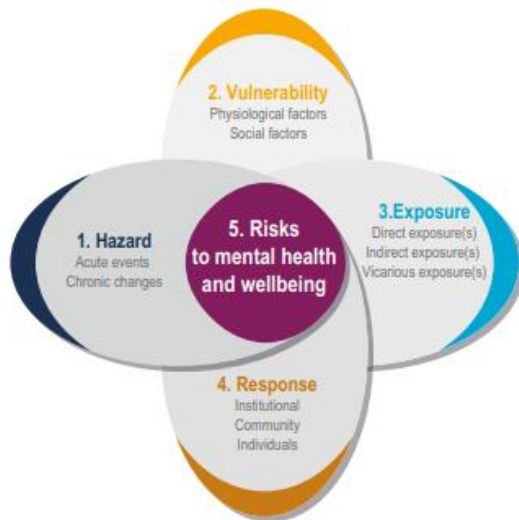 2. Vulnerability
Physiological factors
Social factors
1. Hazard
Acute events
Chronic changes
5. Risks
to mental health
and wellbeing
3.Exposure
Direct exposure(s)
Indirect exposure(s)
Vicarious exposure(s)
4. Response
Institutional
Community
Individuals